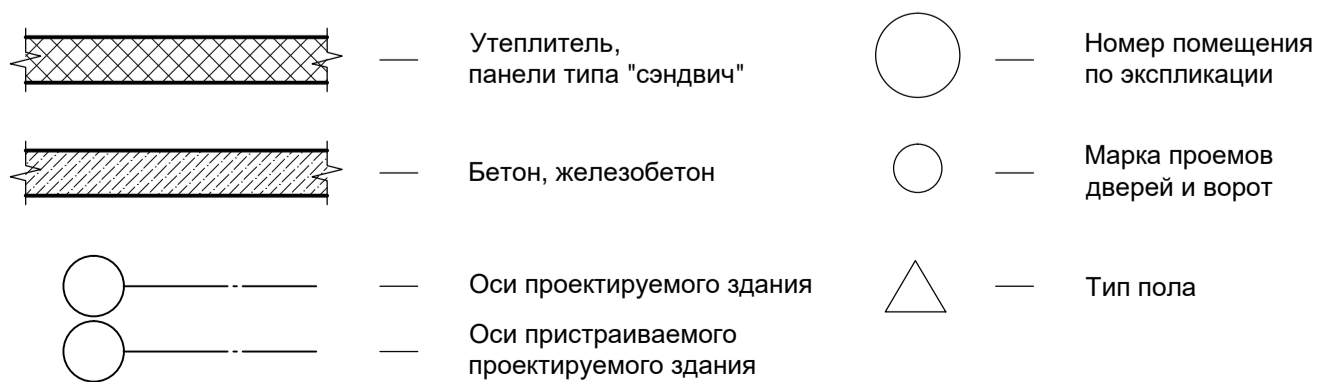 Утеплитель,
панели типа "сэндвич"
Бетон, железобетон
Оси проектируемого здания
Оси пристраиваемого
проектируемого здания
Номер помещения
по экспликации
Марка проемов
дверей и ворот
Тип пола